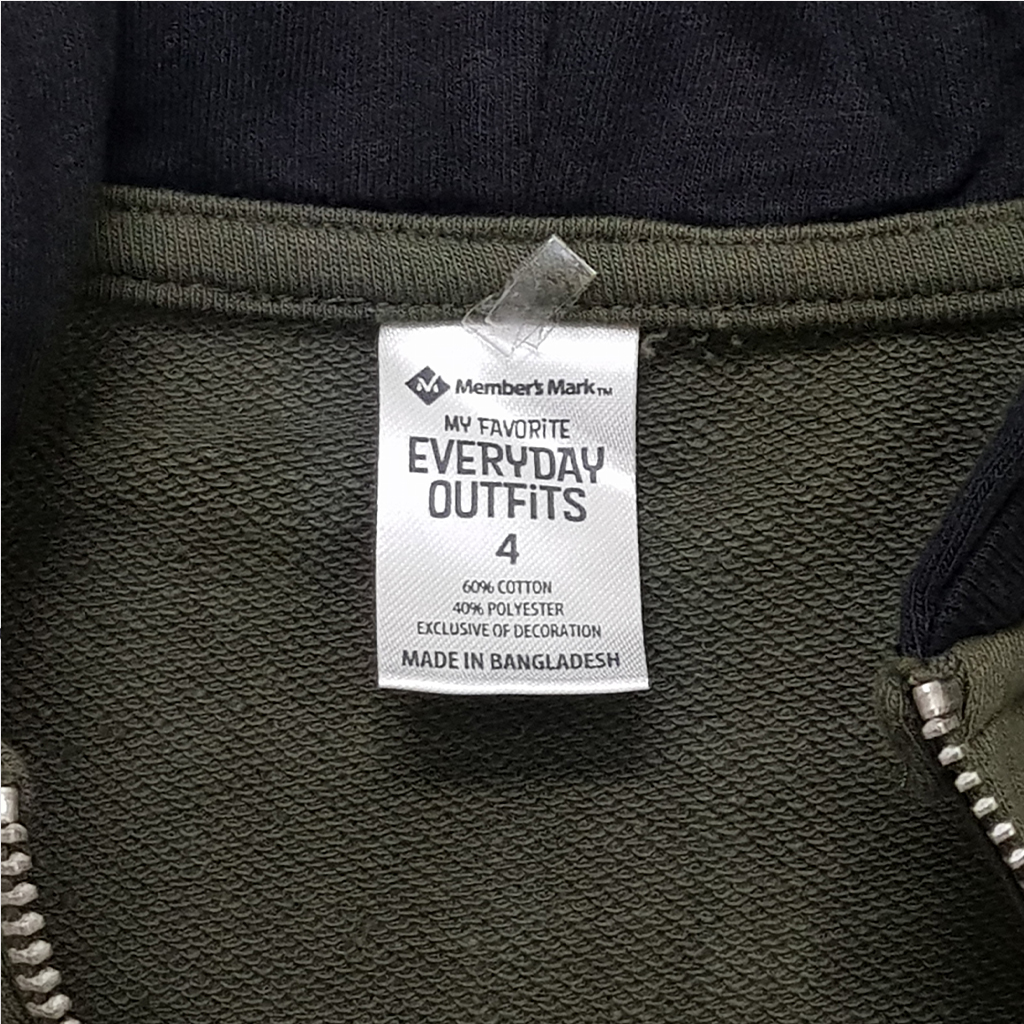 Member's Mark™
MY FAVORiTE
EVERYDAY
OUTFiTS
4
60% COTTON
40% POLYESTER
EXCLUSIVE OF DECORATION
MADE IN BANGLADESH